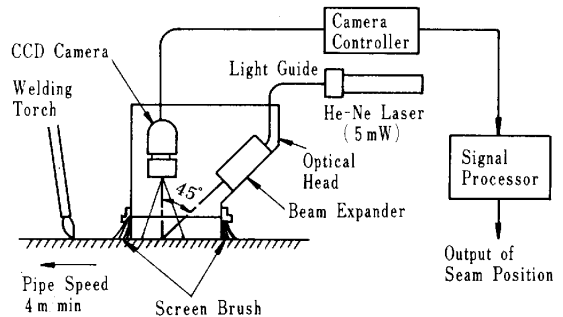 Camera
Controller
CCD Camera
Light Guide
Welding
Torch
He-Ne Laser
(5mW)
Signal
Processor
Optical
Head
45°
Beam Expander
Output of
Seam Position
Pipe Speed
4 m min
Screen Brush